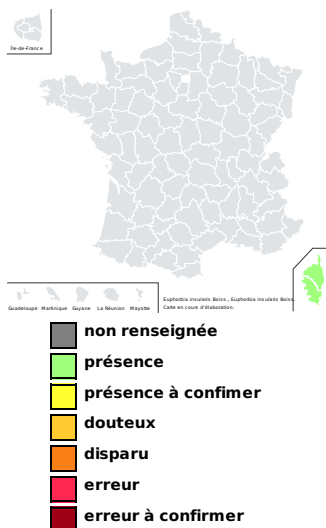 Île-de-France
Guadeloupe Martinique Guyane La Réunion Mayotte
Euphorbia insularis Boiss., Euphorbia insularis Boiss.
Carte en cours d'élaboration.
non renseignée
présence
présence à confimer
douteux
disparu
erreur
erreur à confirmer